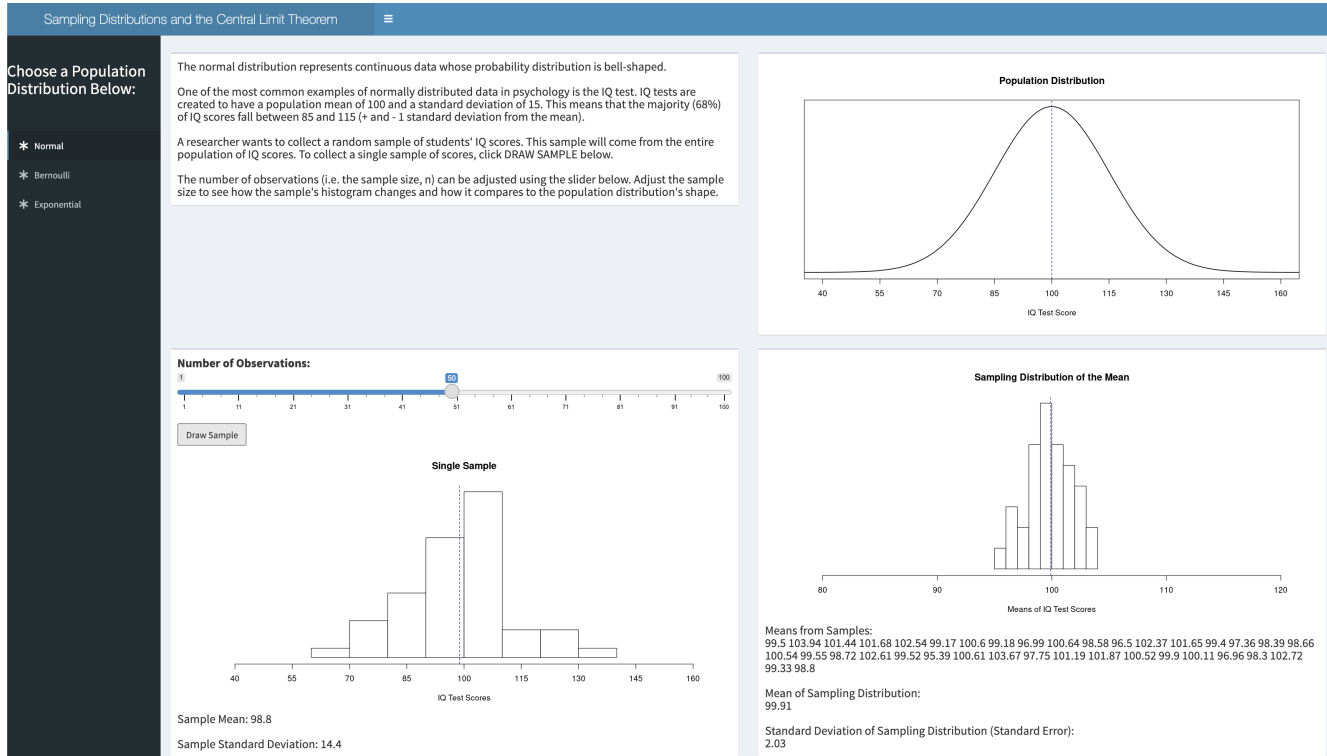 Sampling Distributions and the Central Limit Theorem
Choose a Population
Distribution Below:
Normal
Bernoulli
Exponential
The normal distribution represents continuous data whose probability distribution is bell-shaped.
One of the most common examples of normally distributed data in psychology is the IQ test. IQ tests are
created to have a population mean of 100 and a standard deviation of 15. This means that the majority (68%)
of IQ scores fall between 85 and 115 (+ and - 1 standard deviation from the mean).
A researcher wants to collect a random sample of students' IQ scores. This sample will come from the entire
population of IQ scores. To collect a single sample of scores, click DRAW SAMPLE below.
The number of observations (i.e. the sample size, n) can be adjusted using the slider below. Adjust the sample
size to see how the sample's histogram changes and how it compares to the population distribution's shape.
Population Distribution
40 55 70 85 100 115 130 145 160
IQ Test Score
Number of Observations:
1 50 100
1 11 21 31 41 51 61 71 81 91 100
Draw Sample
Single Sample
40 55 70 85 100 115 130 145 160
IQ Test Scores
Sample Mean: 98.8
Sample Standard Deviation: 14.4
Sampling Distribution of the Mean
80 90 100 110 120
Means of IQ Test Scores
Means from Samples:
99.5 103.94 101.44 101.68 102.54 99.17 100.6 99.18 96.99 100.64 98.58 96.5 102.37 101.65 99.4 97.36 98.39 98.66
100.54 99.55 98.72 102.61 99.52 95.39 100.61 103.67 97.75 101.19 101.87 100.52 99.9 100.11 96.96 98.3 102.72
99.33 98.8
Mean of Sampling Distribution:
99.91
Standard Deviation of Sampling Distribution (Standard Error):
2.03